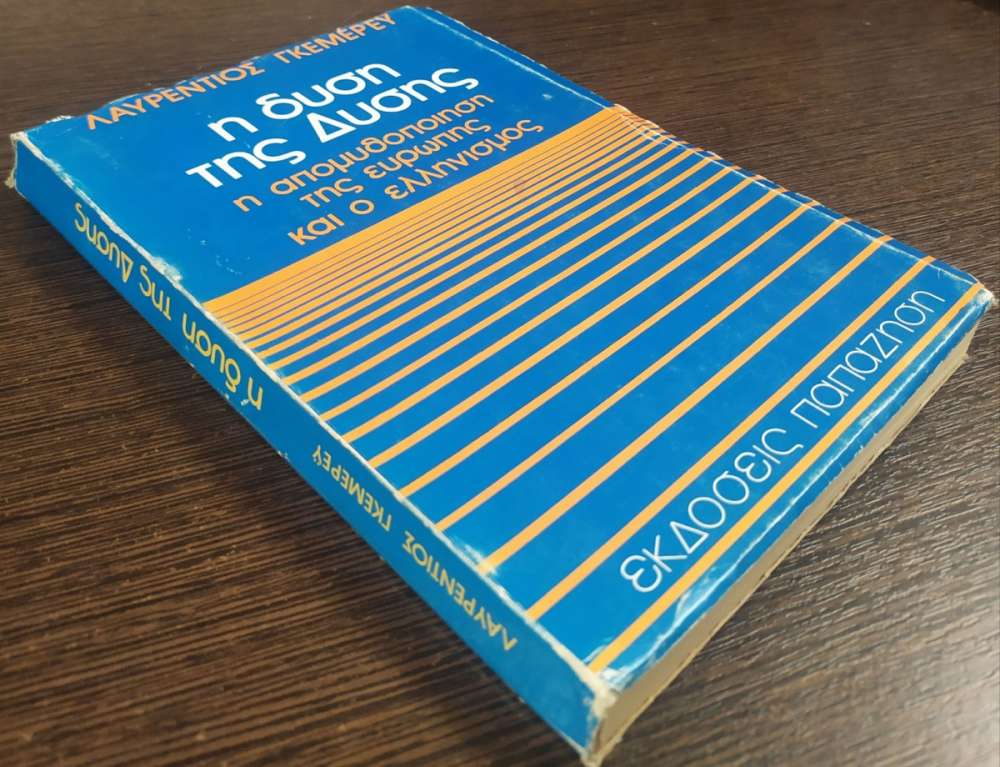 ΛΑΥΡΕΝΤΙΟΣ ΓΚΕΜΕΡΕΥ
η δυση
της Δυσης
η απομυθοποιηση
της ευρωπης
και ο ελληνισμος
εκδοσεις παπαζηση
ΛΑΥΡΕΝΤΙΟΣ ΓΚΕΜΕΡΕΫ
η δυση της Δυσης